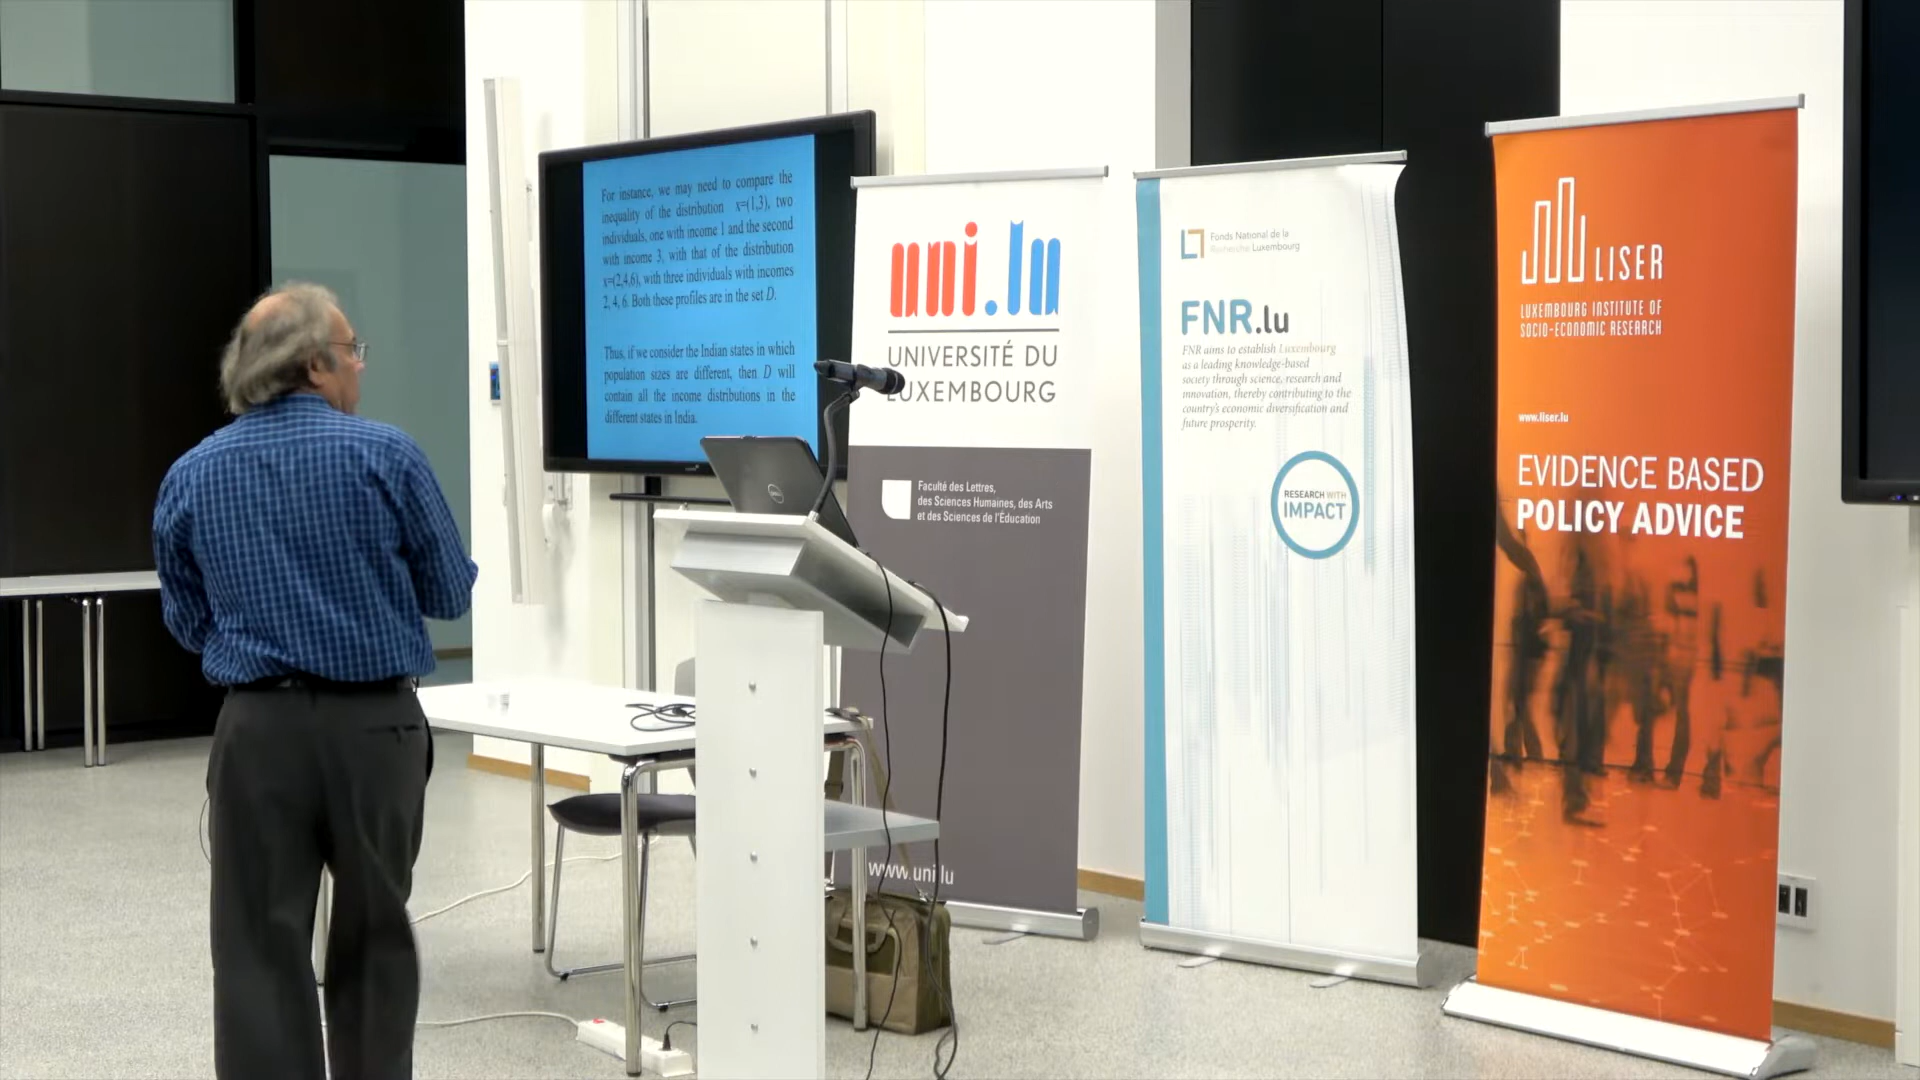 For instance, we may need to compare the
inequality of the distribution x=(1,3), two
individuals, one with income 1 and the second
with income 3, with that of the distribution
x=(2,4,6), with three individuals with incomes
2, 4, 6. Both these profiles are in the set D.
Thus, if we consider the Indian states in which
population sizes are different, then D will
contain all the income distributions in the
different states in India.
DELL
uni.lu
UNIVERSITÉ DU
LUXEMBOURG
Faculté des Lettres,
des Sciences Humaines, des Arts
et des Sciences de l'Éducation
www.uni.lu
Fonds National de la
Recherche Luxembourg
FNR.lu
FNR aims to establish Luxembourg
as a leading knowledge-based
society through science, research and
innovation, thereby contributing to the
country's economic diversification and
future prosperity.
RESEARCH WITH
IMPACT
LISER
LUXEMBOURG INSTITUTE OF
SOCIO-ECONOMIC RESEARCH
www.liser.lu
EVIDENCE BASED
POLICY ADVICE